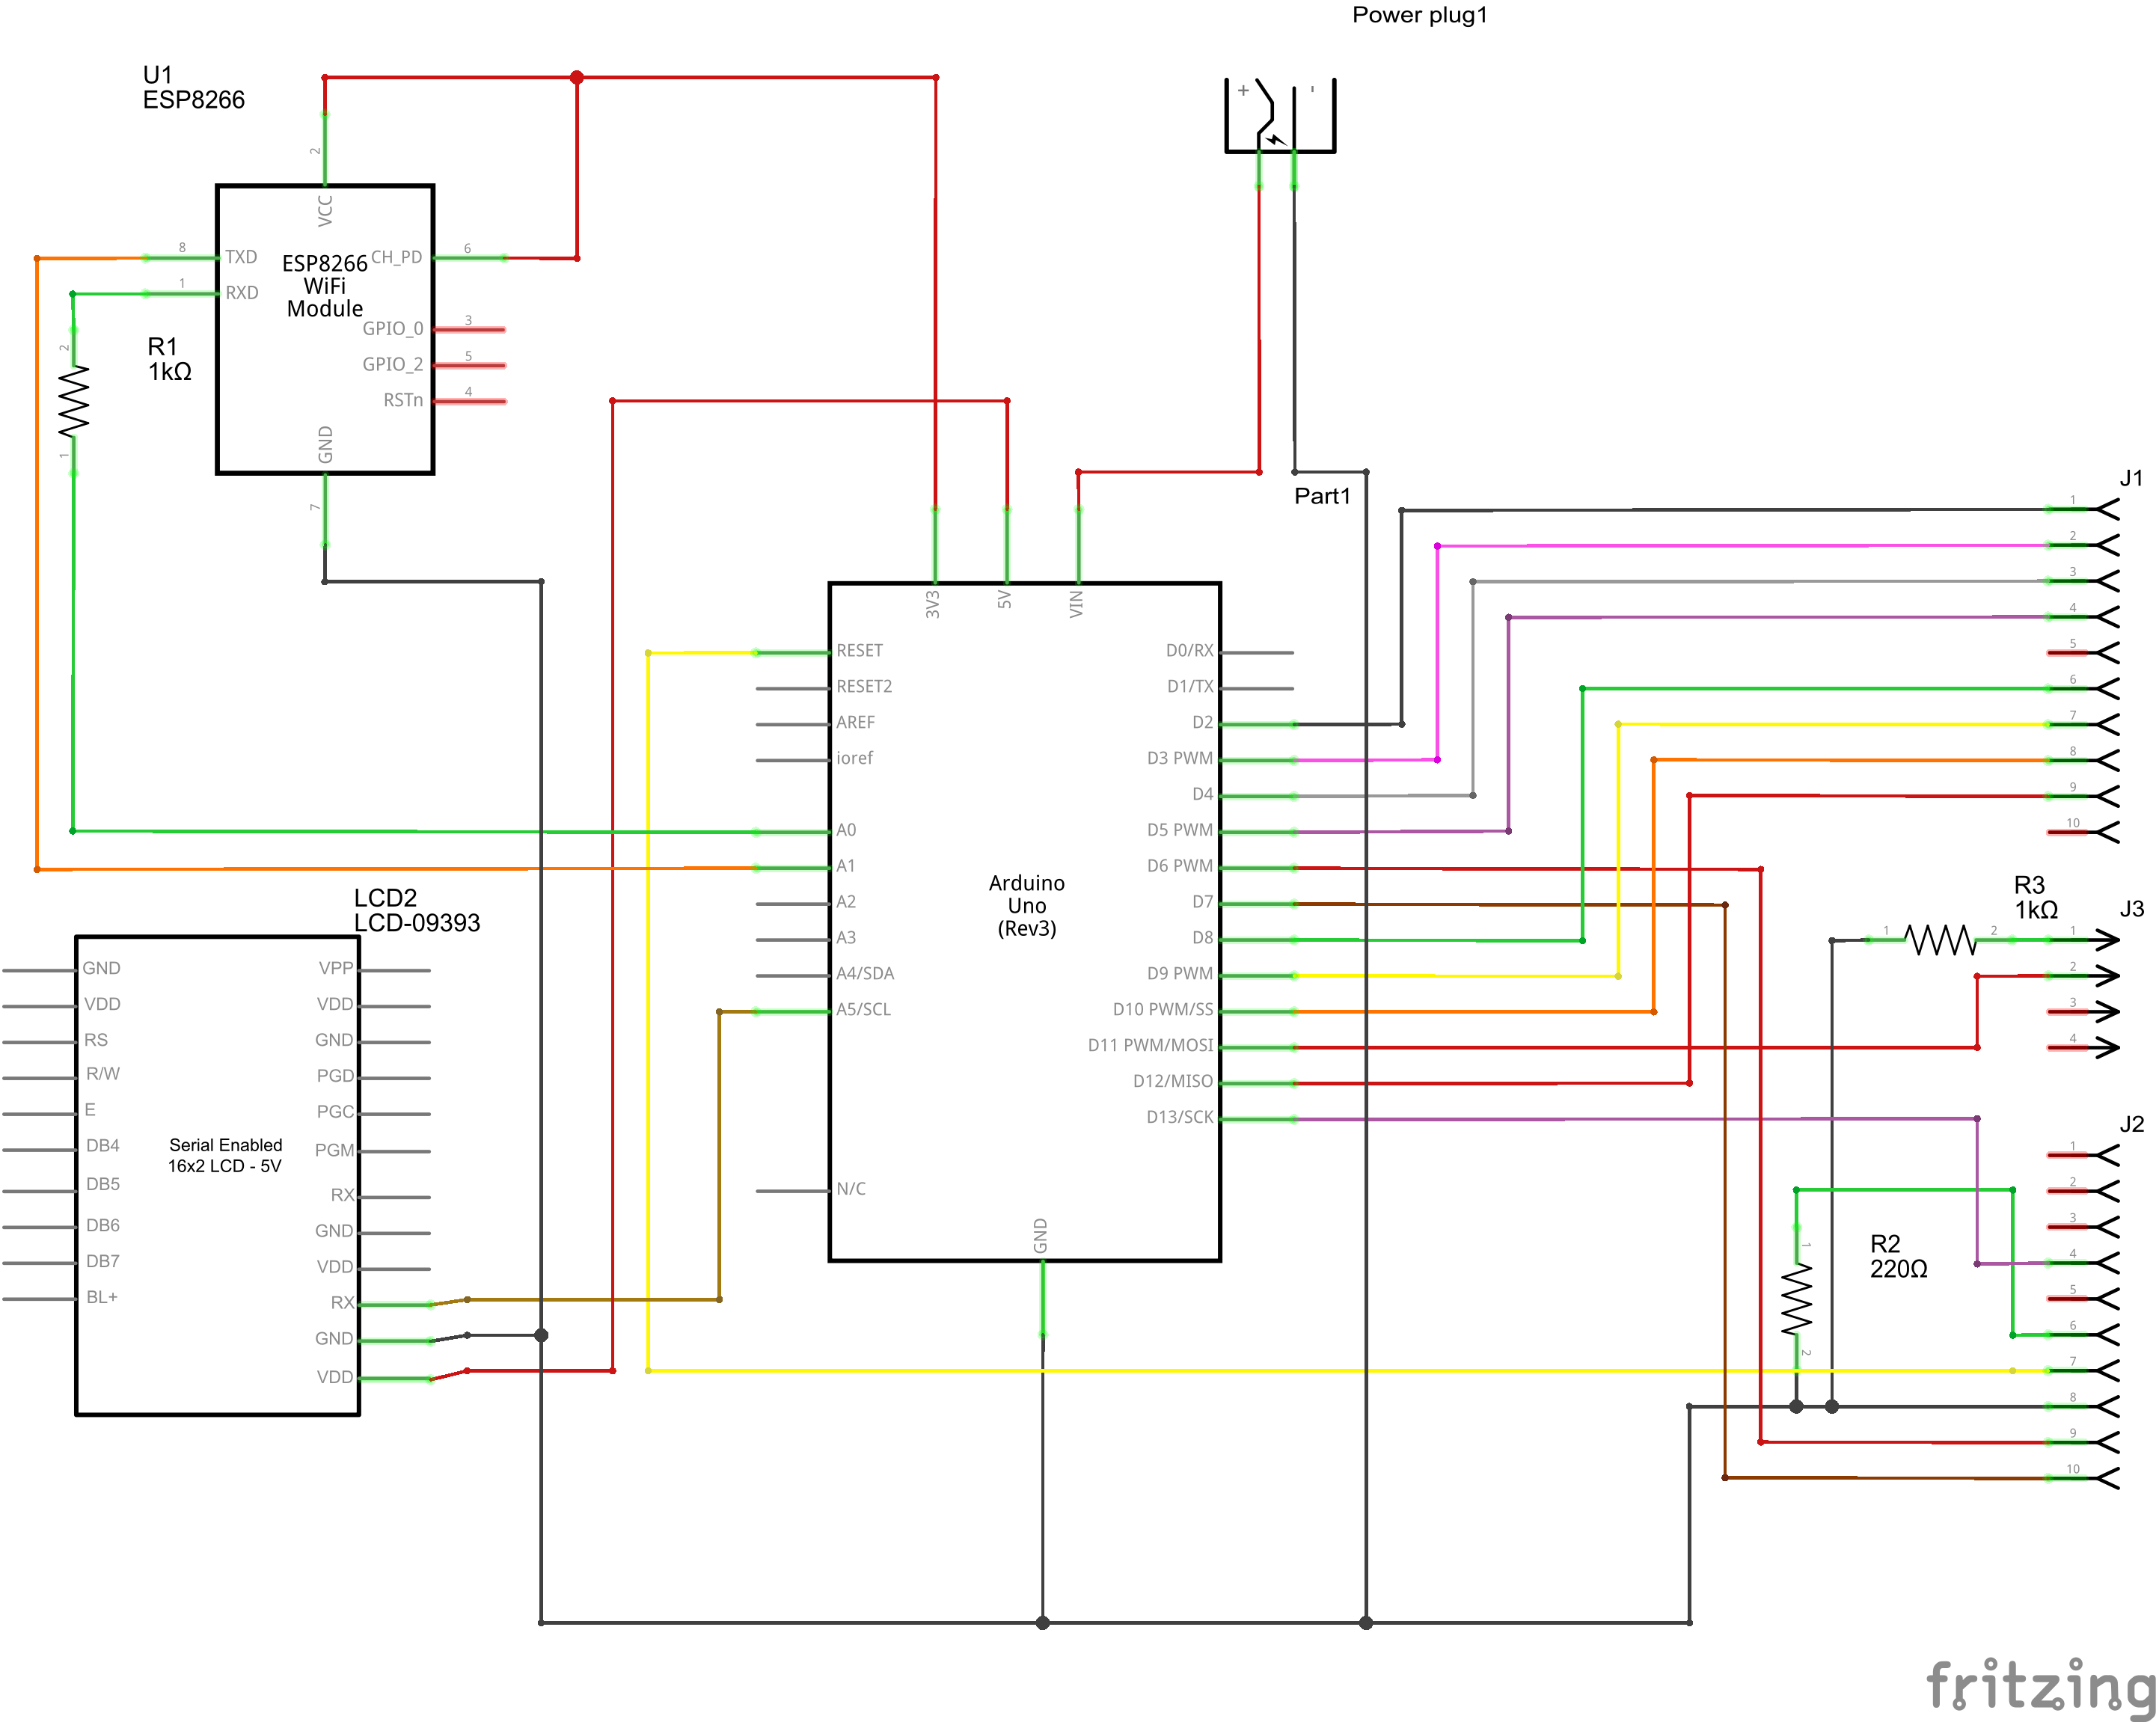 Power plug1
U1
ESP8266
+
-
2
VCC
8
TXD
1
RXD
CH_PD
6
ESP8266
WiFi
Module
GPIO_0
3
GPIO_2
5
RSTn
4
GND
7
R1
1kΩ
2
1
Part1
3V3
5V
VIN
RESET
RESET2
AREF
ioref
A0
A1
A2
A3
A4/SDA
A5/SCL
N/C
GND
Arduino
Uno
(Rev3)
D0/RX
D1/TX
D2
D3 PWM
D4
D5 PWM
D6 PWM
D7
D8
D9 PWM
D10 PWM/SS
D11 PWM/MOSI
D12/MISO
D13/SCK
J1
1
2
3
4
5
6
7
8
9
10
R3
1kΩ
1
2
J3
1
2
3
4
J2
1
2
3
4
5
6
7
8
9
10
R2
220Ω
1
2
LCD2
LCD-09393
GND
VDD
RS
R/W
E
DB4
DB5
DB6
DB7
BL+
Serial Enabled
16x2 LCD - 5V
VPP
VDD
GND
PGD
PGC
PGM
RX
GND
VDD
RX
GND
VDD
fritzing